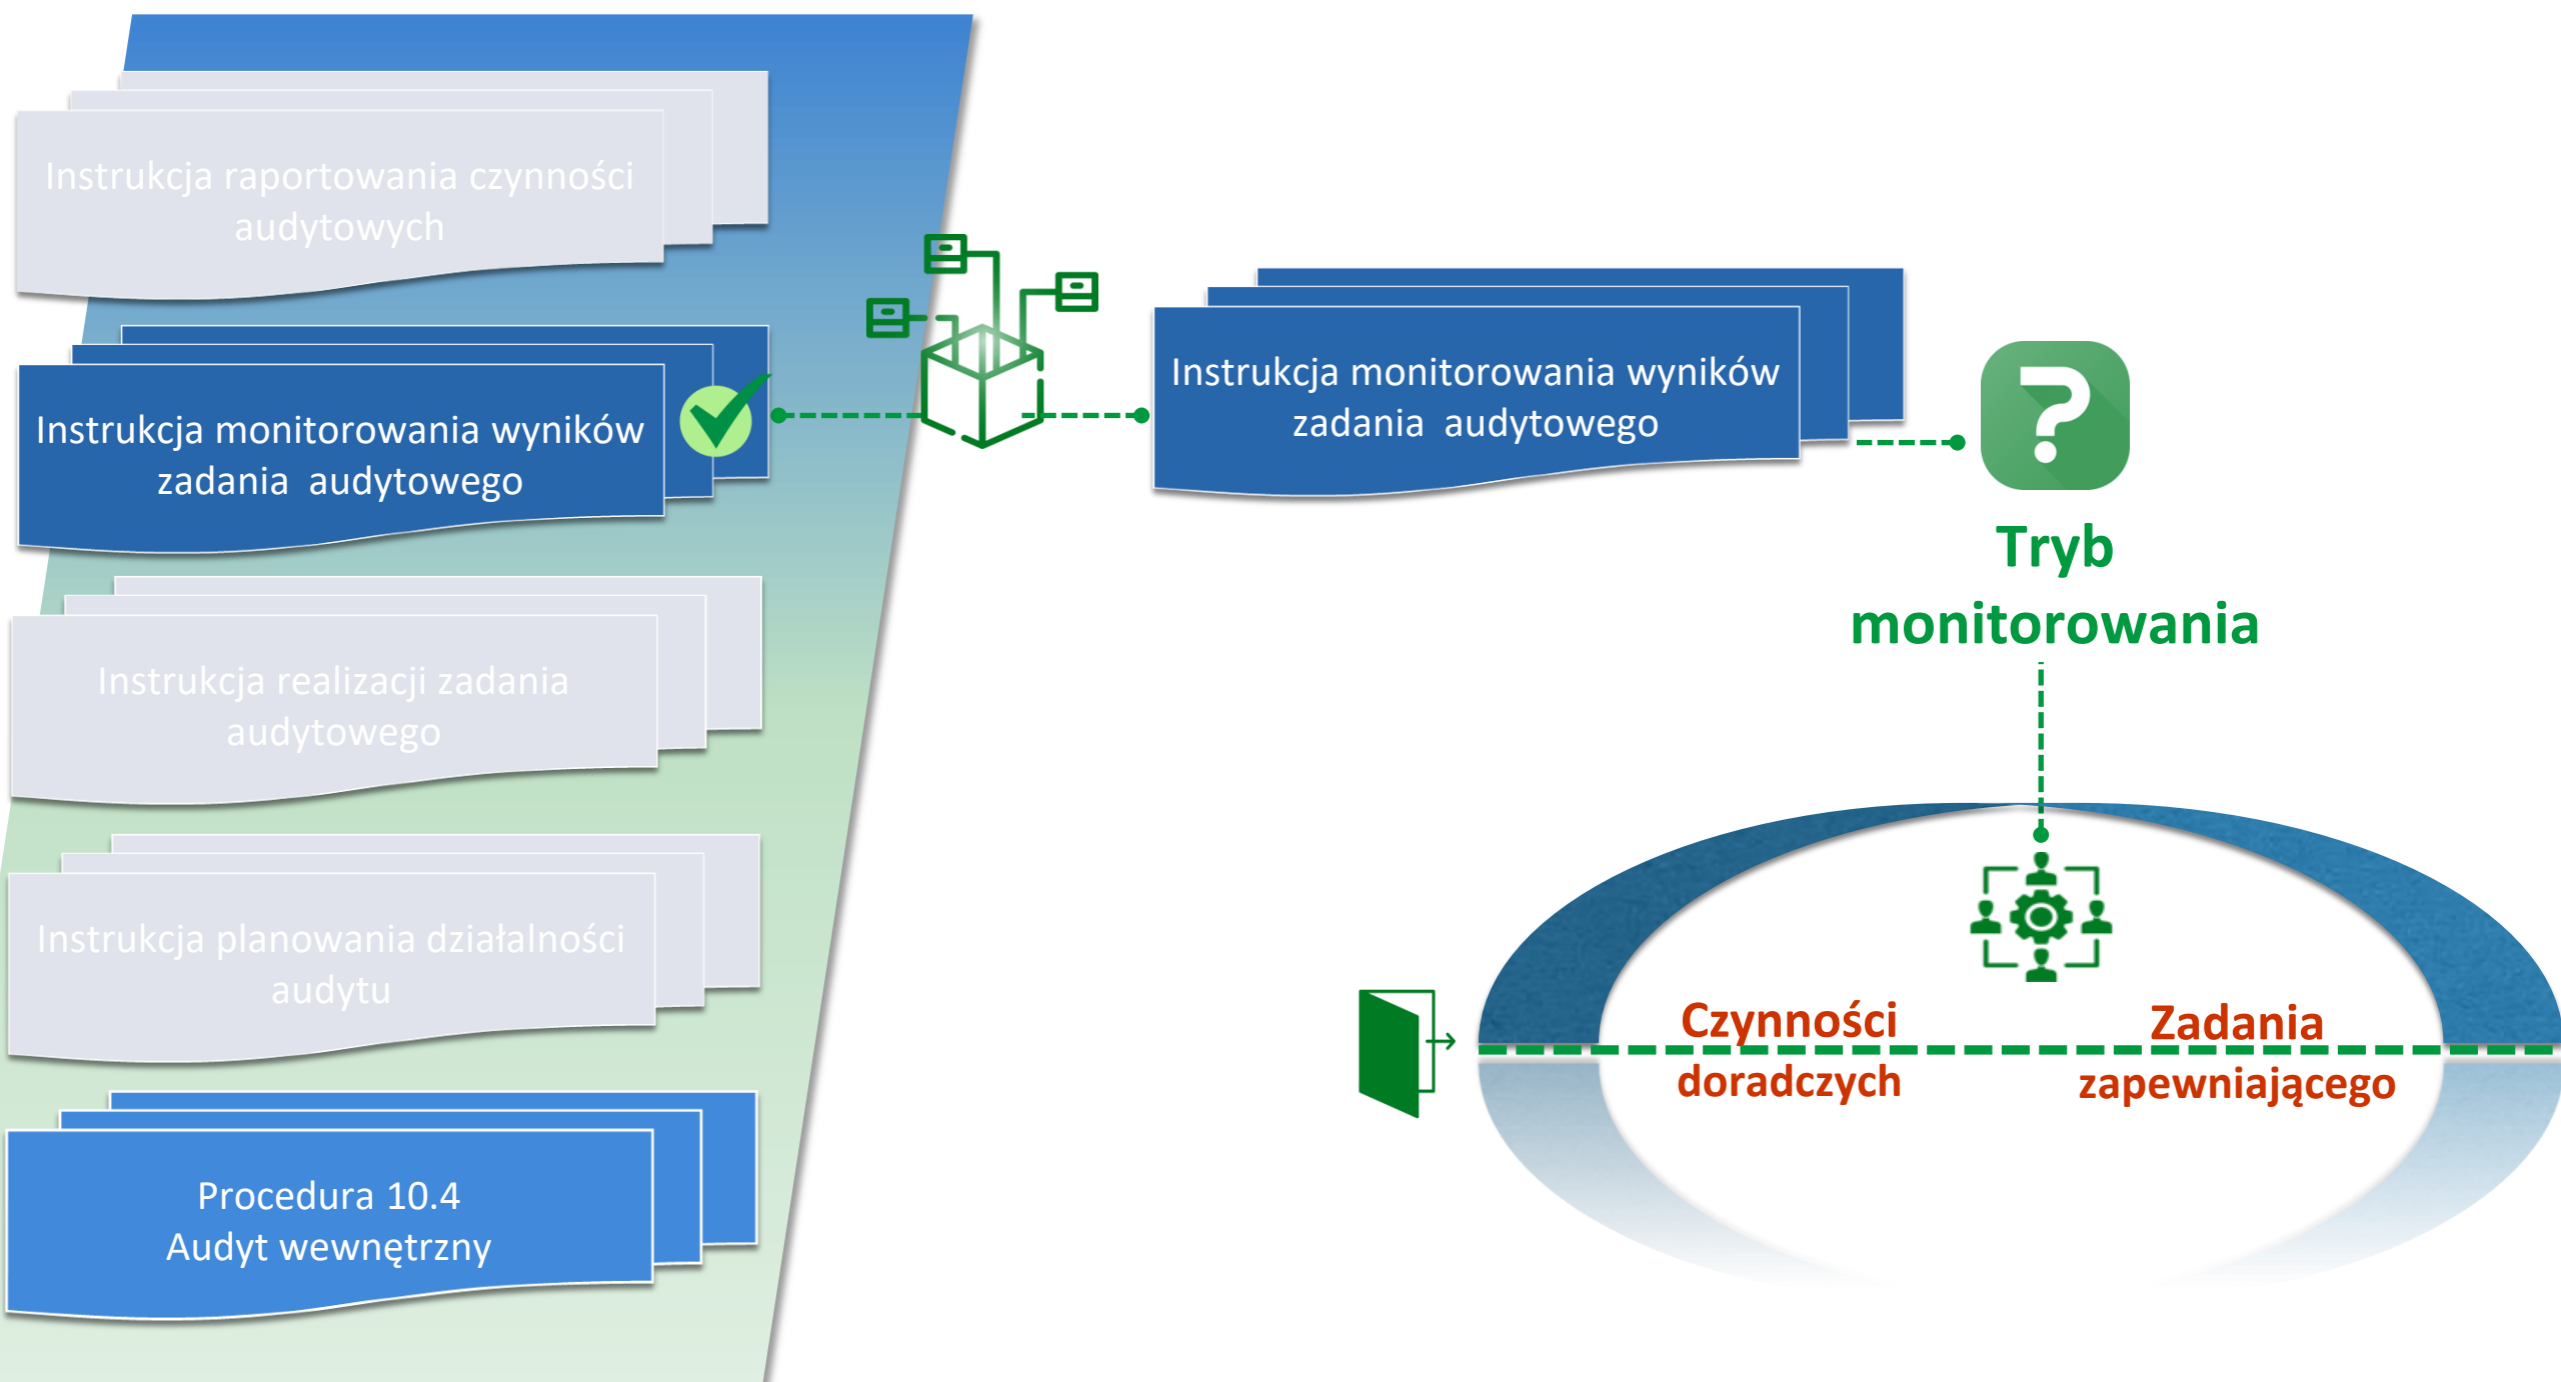 Instrukcja raportowania czynności
audytowych
Instrukcja monitorowania wyników
zadania audytowego
Instrukcja realizacji zadania
audytowego
Instrukcja planowania działalności
audytu
Procedura 10.4
Audyt wewnętrzny
Instrukcja monitorowania wyników
zadania audytowego
?
Tryb
monitorowania
Czynności
doradczych
Zadania
zapewniającego